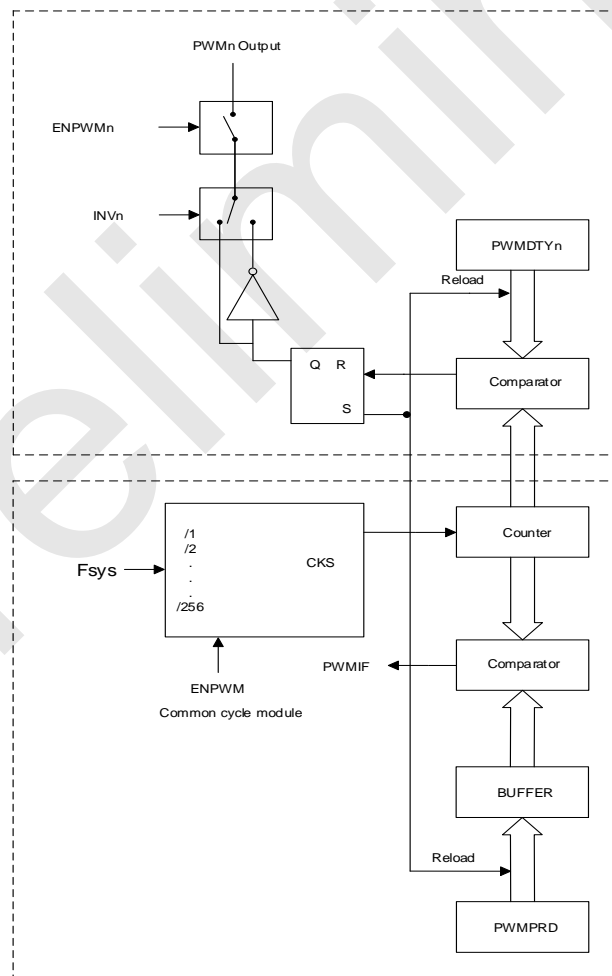 PWMn Output
ENPWMn
INVn
PWMDTYn
Reload
Q R
S
Comparator
/1
/2
.
.
.
/256
CKS
Fsys
Counter
ENPWM
Common cycle module
PWMIF
Comparator
BUFFER
Reload
PWMPRD